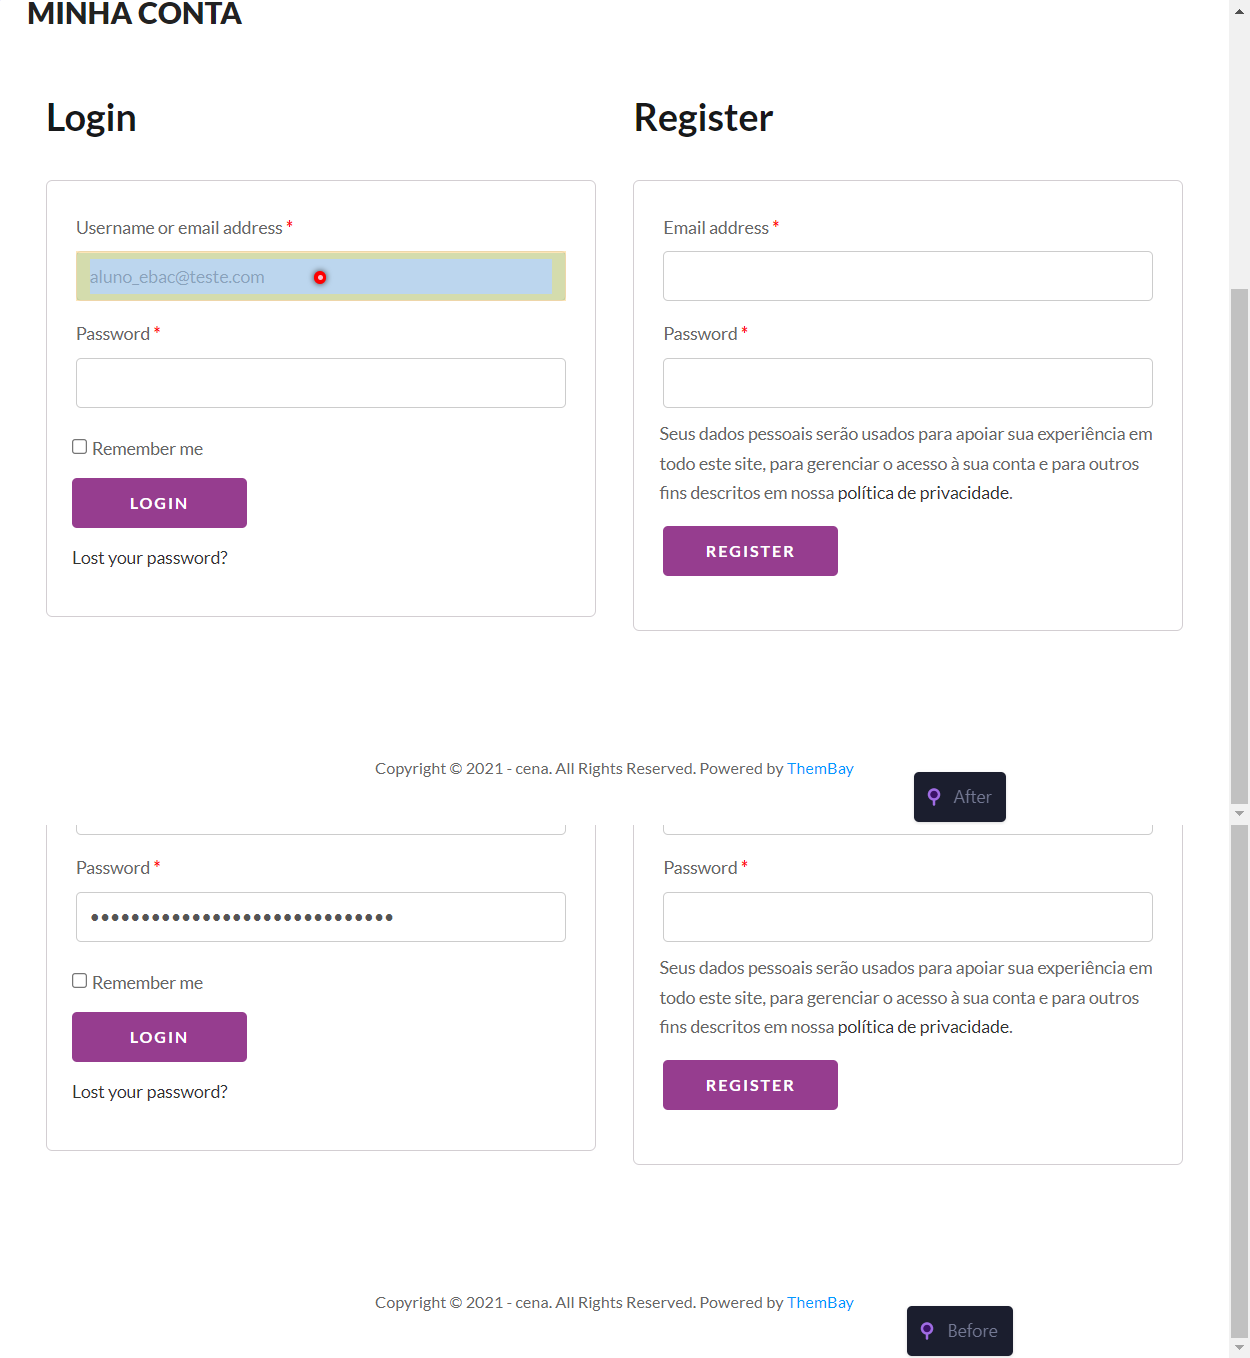 MINHA CONTA
Login
Register
Username or email address *
Email address *
aluno_ebac@teste.com
Password *
Password *
Remember me
LOGIN
Lost your password?
Seus dados pessoais serão usados para apoiar sua experiência em
todo este site, para gerenciar o acesso à sua conta e para outros
fins descritos em nossa política de privacidade.
REGISTER
Copyright © 2021 - cena. All Rights Reserved. Powered by ThemBay
After
Password *
Password *
••••••••••••••••••••••••••••••
Remember me
LOGIN
Lost your password?
Seus dados pessoais serão usados para apoiar sua experiência em
todo este site, para gerenciar o acesso à sua conta e para outros
fins descritos em nossa política de privacidade.
REGISTER
Copyright © 2021 - cena. All Rights Reserved. Powered by ThemBay
Before